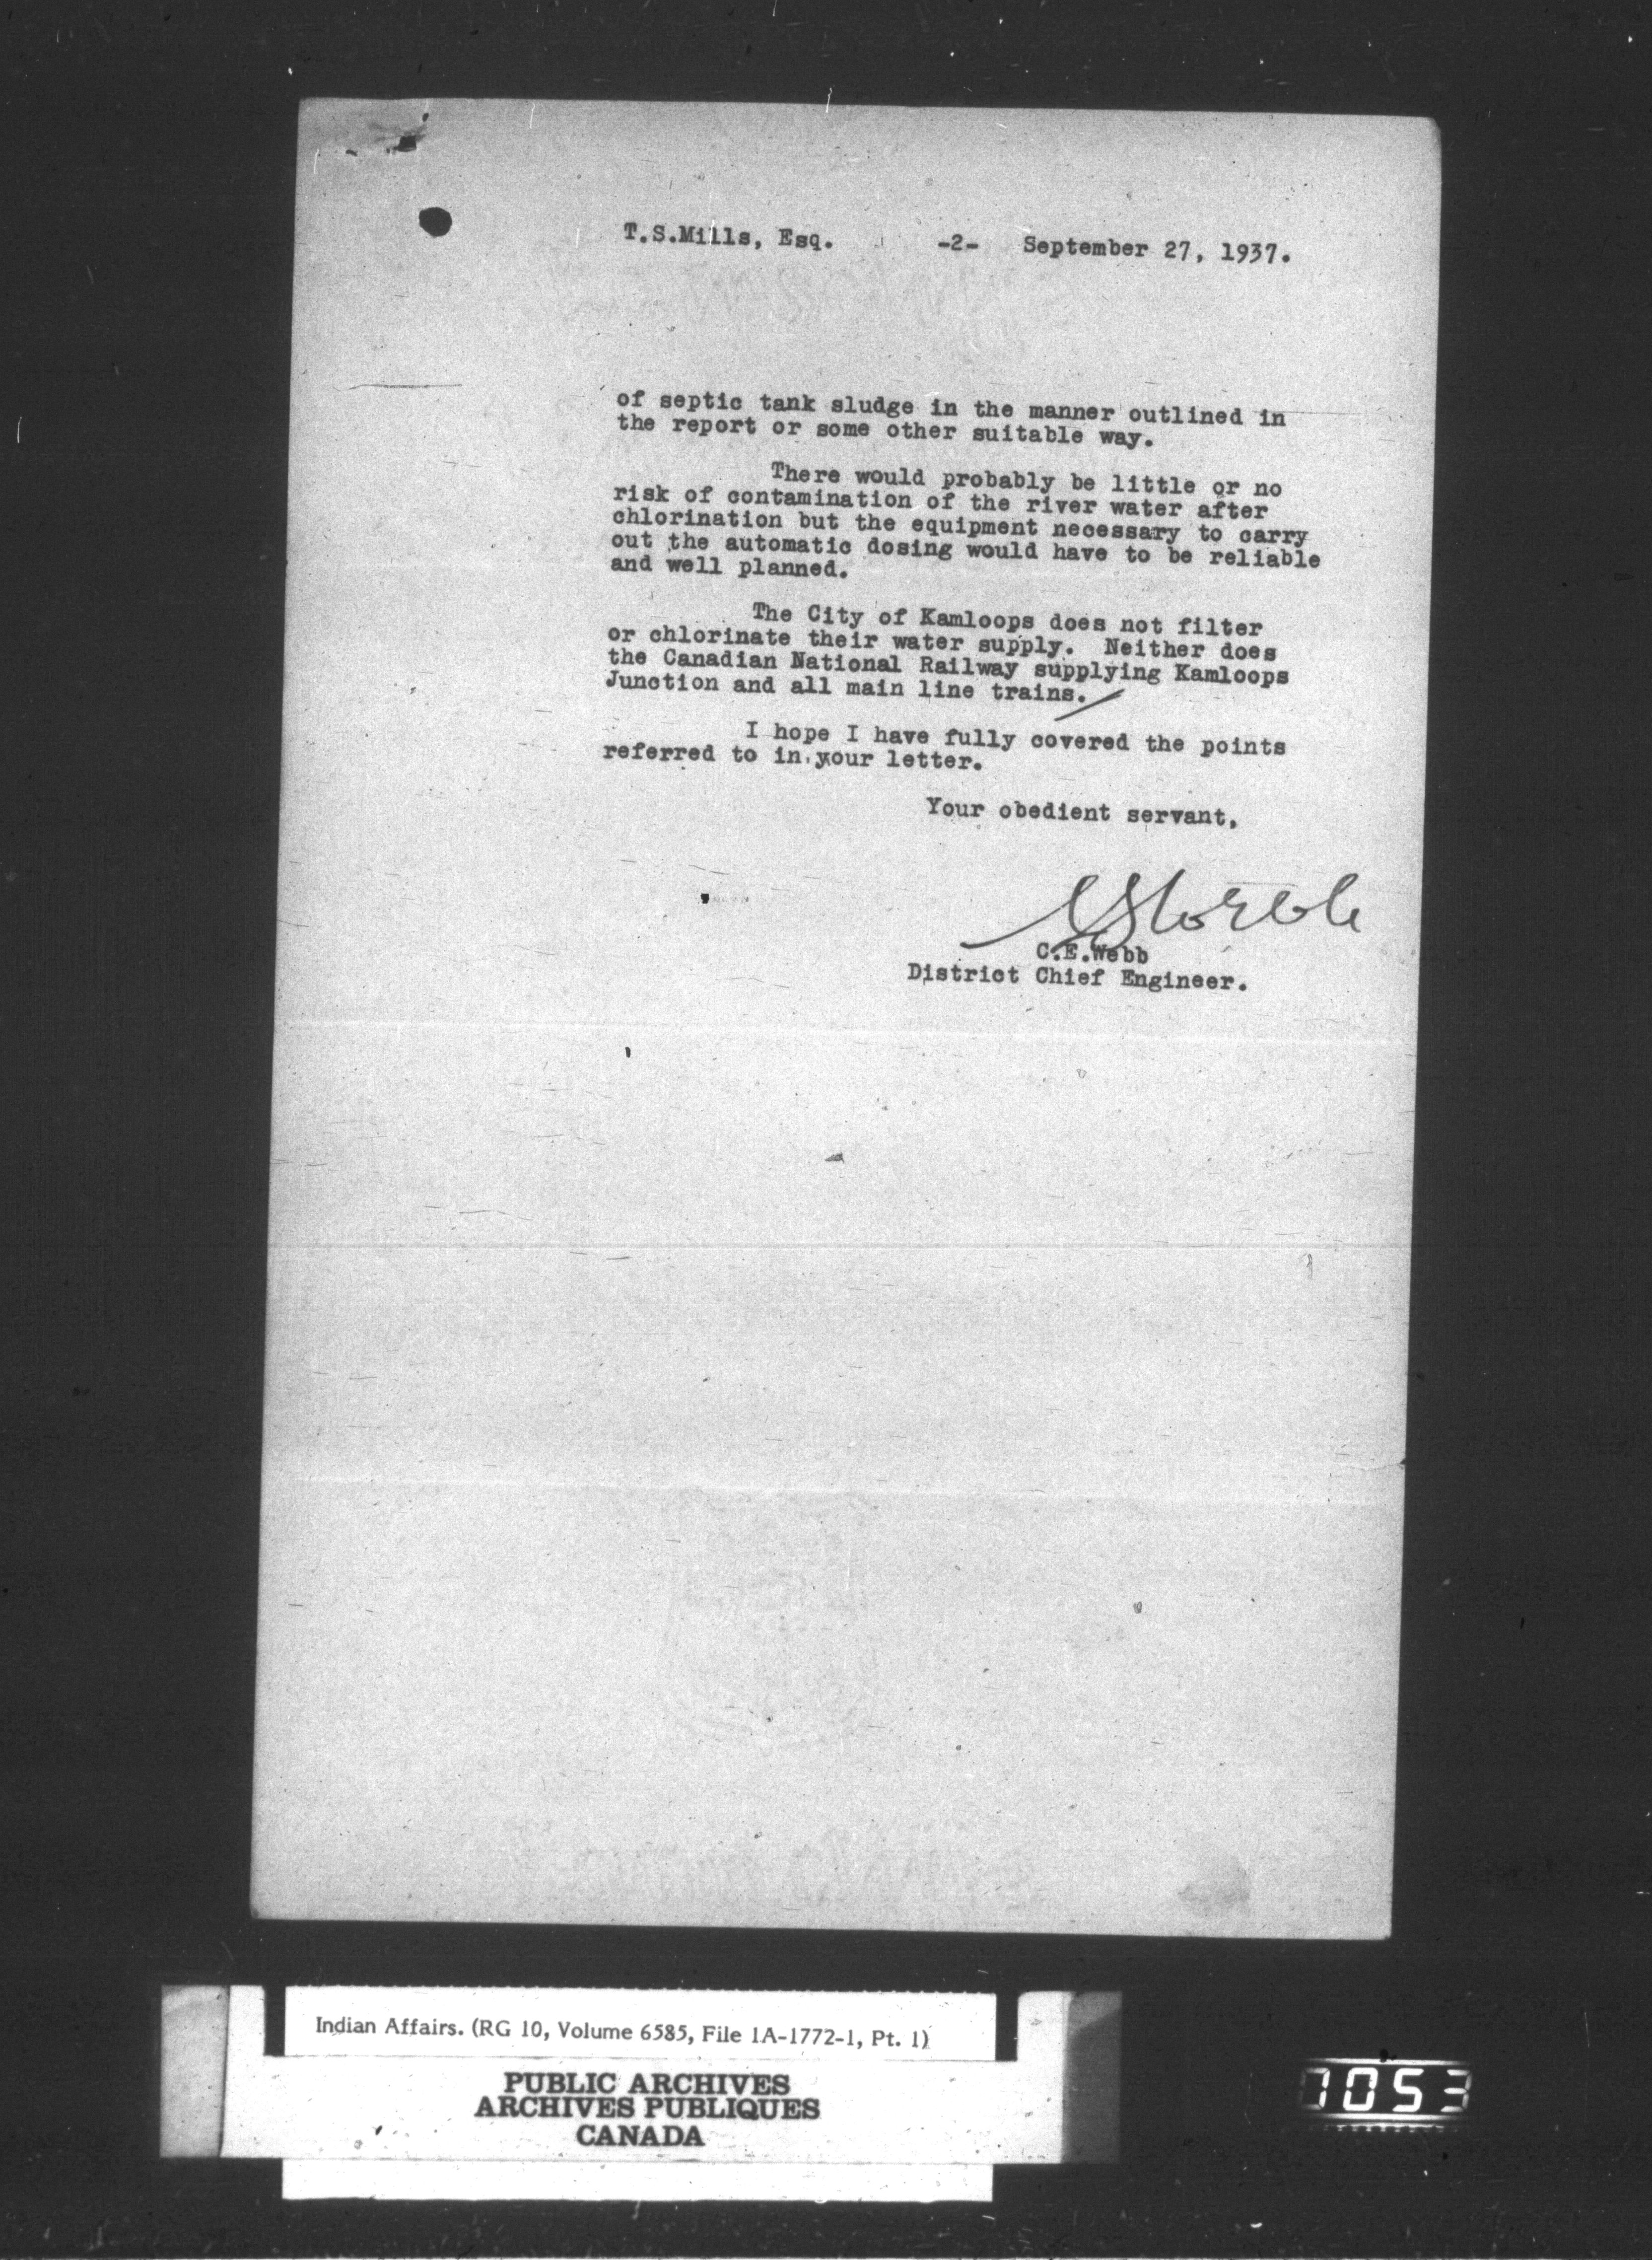 T.S.Mills, Esq. -2- September 27, 1937.
of septic tank sludge in the manner outlined in
the report or some other suitable way.
There would probably be little or no
risk of contamination of the river water after
chlorination but the equipment necessary to carry
out the automatic dosing would have to be reliable
and well planned.
The City of Kamloops does not filter
or chlorinate their water supply. Neither does
the Canadian National Railway supplying Kamloops
Junction and all main line trains.
I hope I have fully covered the points
referred to in your letter.
Your obedient servant,
C.E.Webb
District Chief Engineer.
Indian Affairs. (RG 10, Volume 6585, File 1A-1772-1, Pt. 1)
PUBLIC ARCHIVES
ARCHIVES PUBLIQUES
CANADA